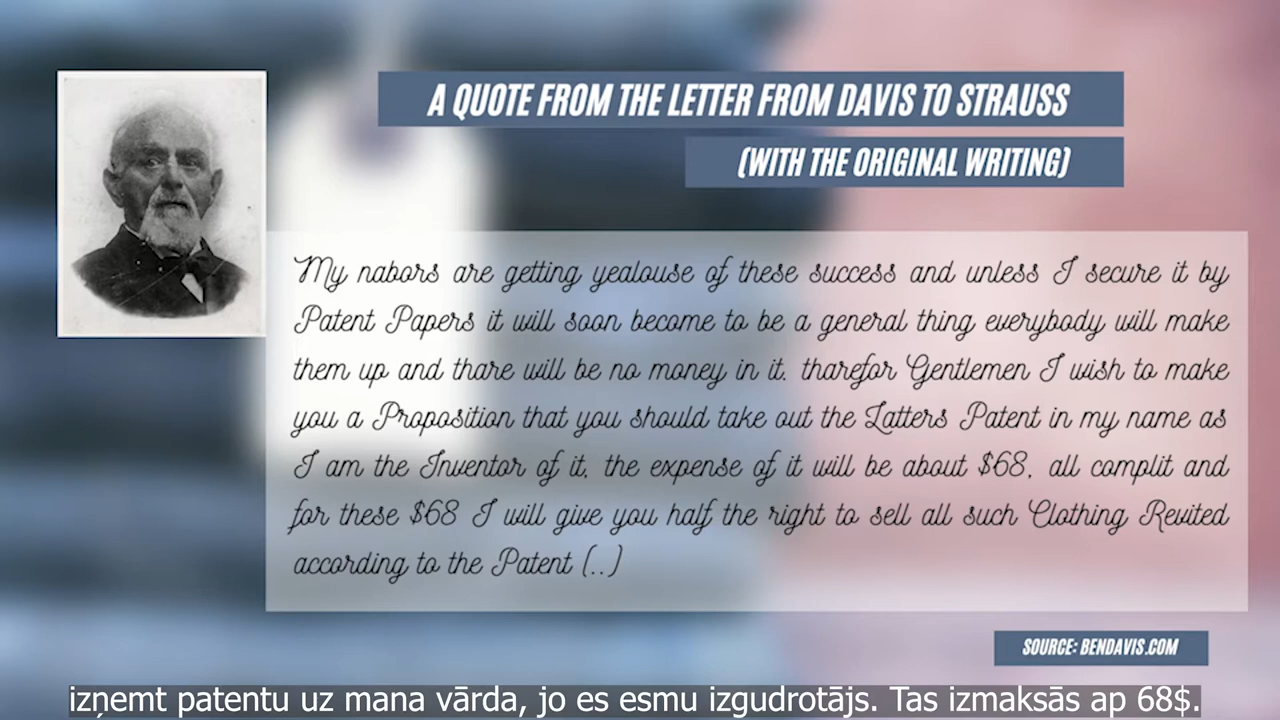 A QUOTE FROM THE LETTER FROM DAVIS TO STRAUSS
(WITH THE ORIGINAL WRITING)
My nabors are getting yealouse of these success and unless I secure it by
Patent Papers it will soon become to be a general thing everybody will make
them up and thare will be no money in it. tharefor Gentlemen I wish to make
you a Proposition that you should take out the Latters Patent in my name as
I am the Inventor of it, the expense of it will be about $68, all complit and
for these $68 I will give you half the right to sell all such Clothing Revited
according to the Patent (..)
SOURCE: BENDAVIS.COM
izņemt patentu uz mana vārda, jo es esmu izgudrotājs. Tas izmaksās ap 68$.